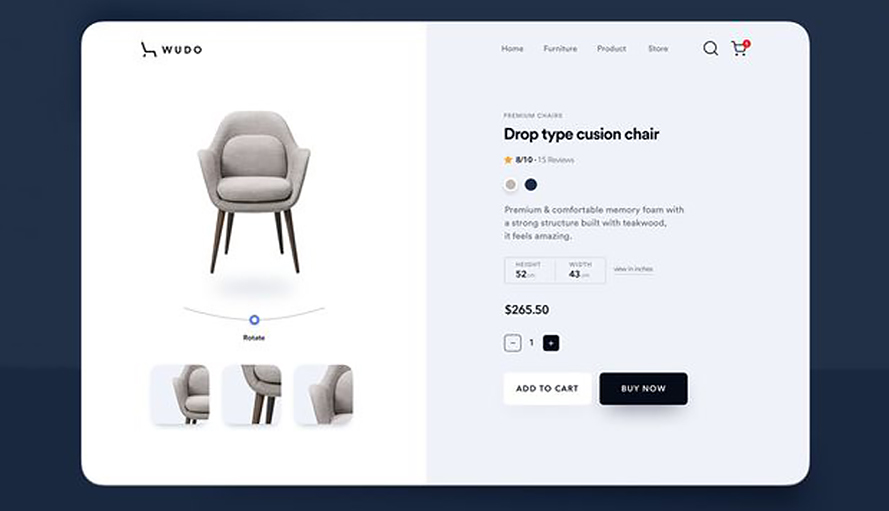 WUDO
Home Furniture Product Store
PREMIUM CHAIRE
Drop type cusion chair
8/10 - 15 Reviews
Premium & comfortable memory foam with
a strong structure built with teakwood,
it feels amazing.
HEIGHT WIDTH
52 cm 43 cm view in inches
$265.50
− 1 +
Rotate
ADD TO CART BUY NOW